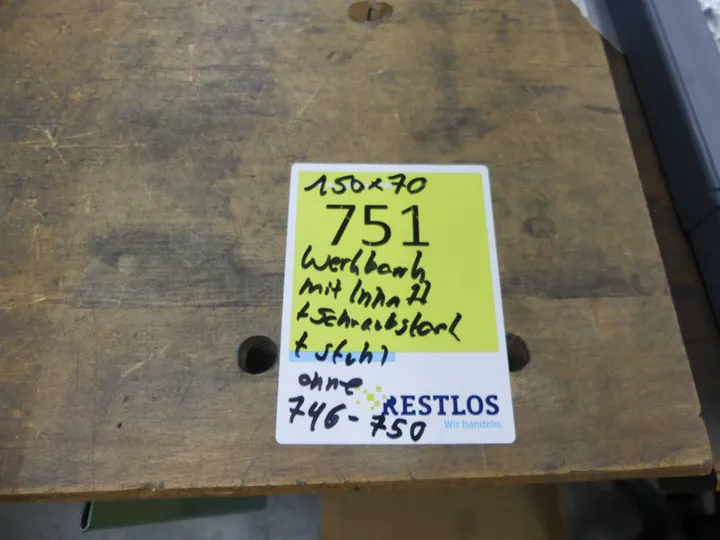 150x70
751
Werkbank
mit Inhalt
+ Schraubstock
+ Stuhl
ohne
746-750
RESTLOS
Wir handeln.